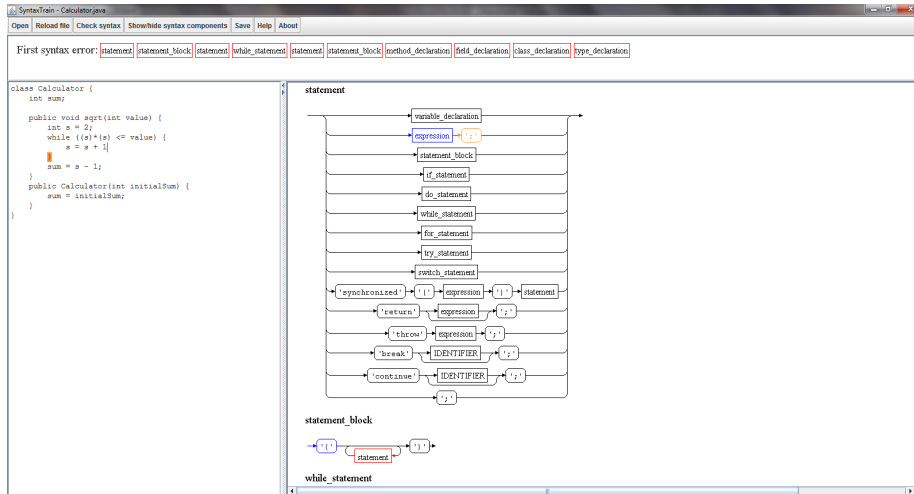 SyntaxTrain - Calculator.java
Open Reload file Check syntax Show/hide syntax components Save Help About
First syntax error: statement statement_block statement while_statement statement statement_block method_declaration field_declaration class_declaration type_declaration
class Calculator {
int sum;
public void sqrt(int value) {
int s = 2;
while ((s)*(s) <= value) {
s = s + 1
}
sum = s - 1;
}
public Calculator(int initialSum) {
sum = initialSum;
}
}
statement
variable_declaration
expression ';'
statement_block
if_statement
do_statement
while_statement
for_statement
try_statement
switch_statement
'synchronized' '(' expression ')' statement
'return' expression ';'
'throw' expression ';'
'break' IDENTIFIER ';'
'continue' IDENTIFIER ';'
';'
statement_block
'{' statement '}'
while_statement